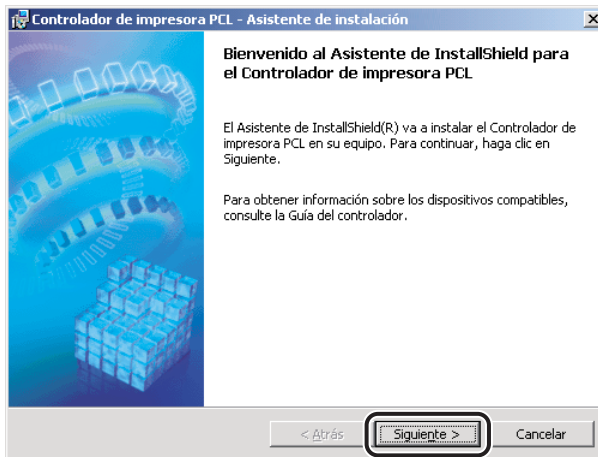 Controlador de impresora PCL - Asistente de instalación
Bienvenido al Asistente de InstallShield para
el Controlador de impresora PCL
El Asistente de InstallShield(R) va a instalar el Controlador de
impresora PCL en su equipo. Para continuar, haga clic en
Siguiente.
Para obtener información sobre los dispositivos compatibles,
consulte la Guía del controlador.
< Atrás
Siguiente >
Cancelar